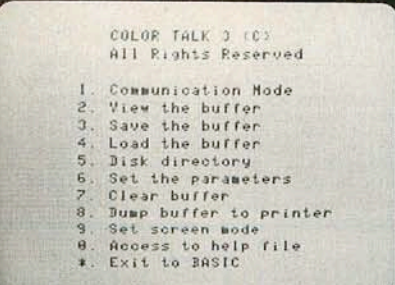 COLOR TALK 3 (C)
All Rights Reserved
1. Communication Mode
2. View the buffer
3. Save the buffer
4. Load the buffer
5. Disk directory
6. Set the parameters
7. Clear buffer
8. Dump buffer to printer
9. Set screen mode
0. Access to help file
*. Exit to BASIC